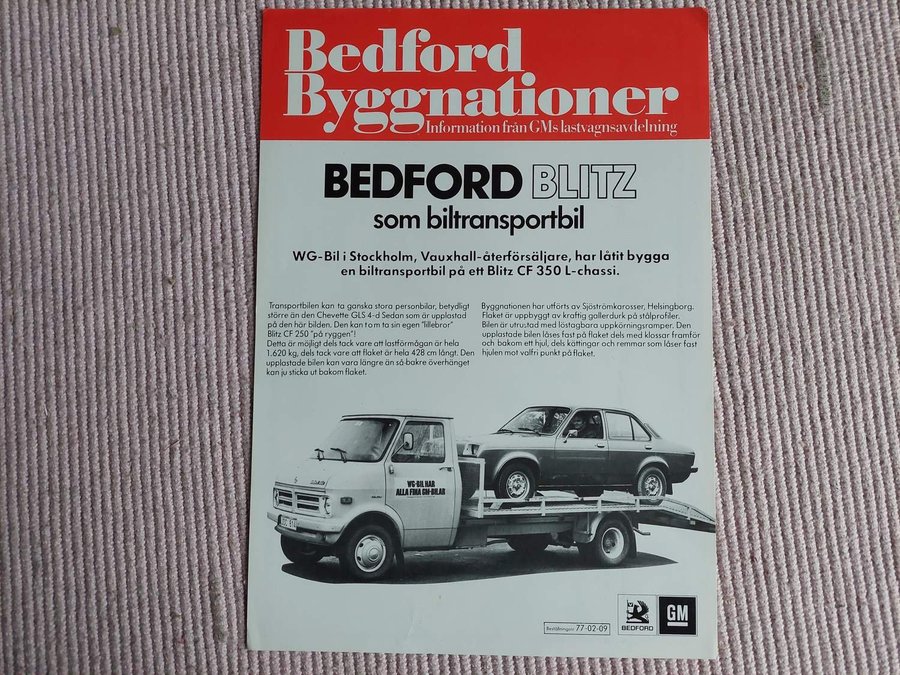 Bedford
Byggnationer
Information från GMs lastvagnsavdelning
BEDFORD BLITZ
som biltransportbil
WG-Bil i Stockholm, Vauxhall-återförsäljare, har låtit bygga
en biltransportbil på ett Blitz CF 350 L-chassi.
Transportbilen kan ta ganska stora personbilar, betydligt
större än den Chevette GLS 4-d Sedan som är upplastad
på den här bilden. Den kan t o m ta sin egen "lillebror"
Blitz CF 250 "på ryggen"!
Detta är möjligt dels tack vare att lastförmågan är hela
1.620 kg, dels tack vare att flaket är hela 428 cm långt. Den
upplastade bilen kan vara längre än så-bakre överhänget
kan ju sticka ut bakom flaket.
Byggnationen har utförts av Sjöströmkarosser, Helsingborg.
Flaket är uppbyggt av kraftig gallerdurk på stålprofiler.
Bilen är utrustad med löstagbara uppkörningsramper. Den
upplastade bilen låses fast på flaket dels med klossar framför
och bakom ett hjul, dels kättingar och remmar som låser fast
hjulen mot valfri punkt på flaket.
WG-BIL HAR
ALLA FINA GM-BILAR
Beställningsnr 77-02-09
BEDFORD
GM